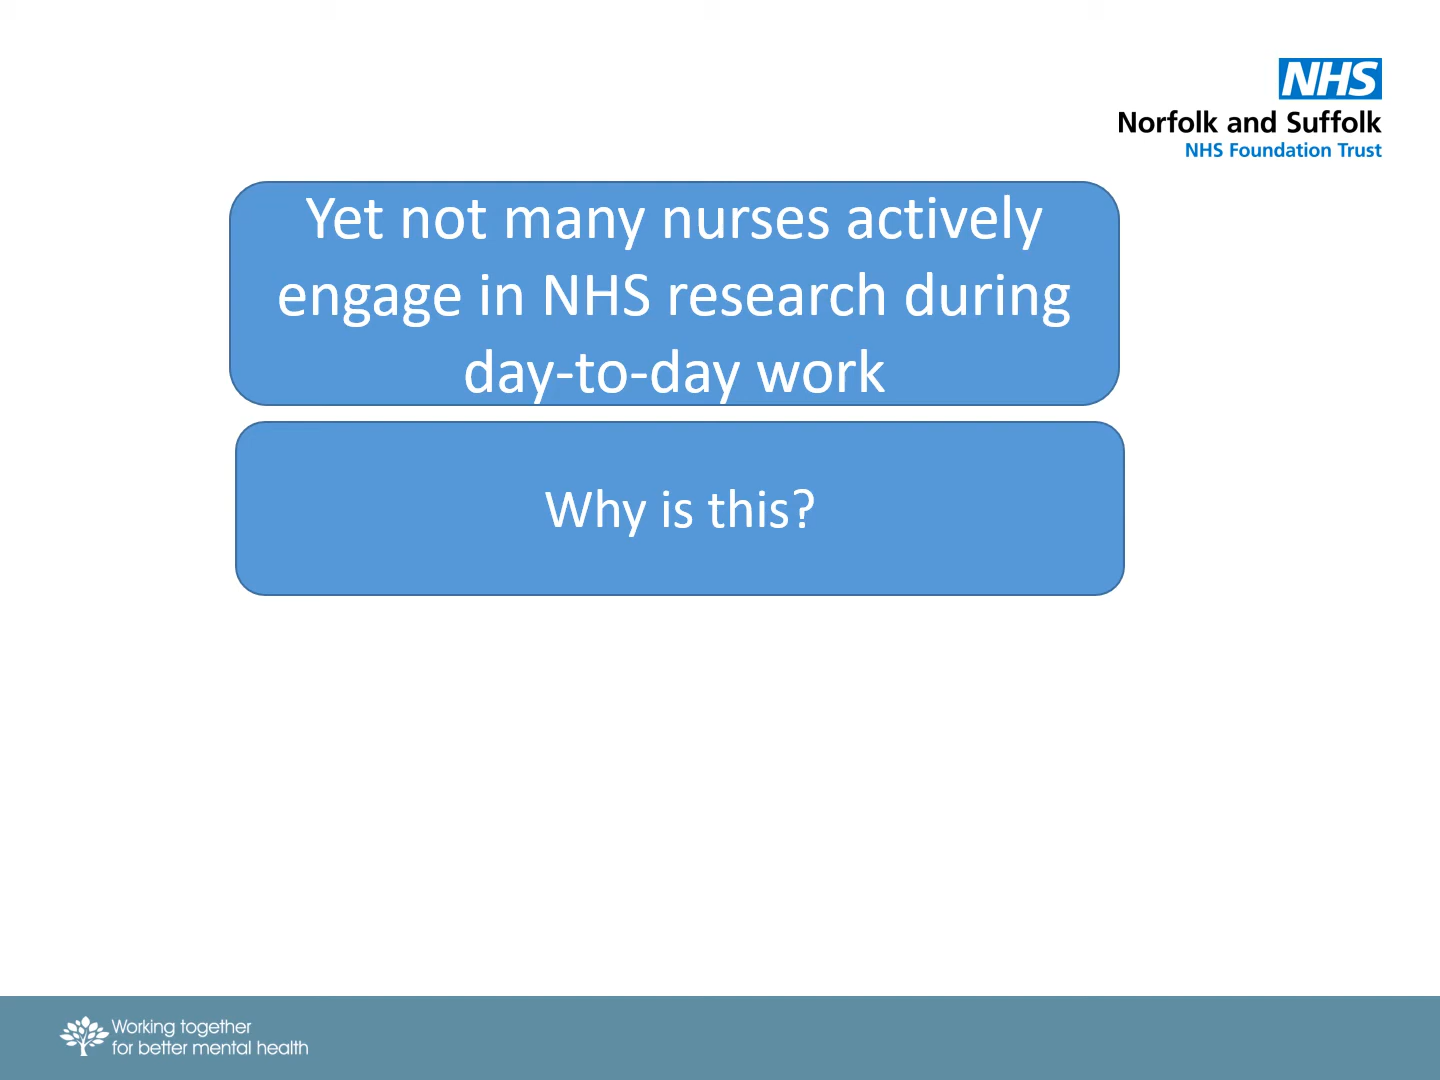 NHS
Norfolk and Suffolk
NHS Foundation Trust
Yet not many nurses actively
engage in NHS research during
day-to-day work
Why is this?
Working together
for better mental health